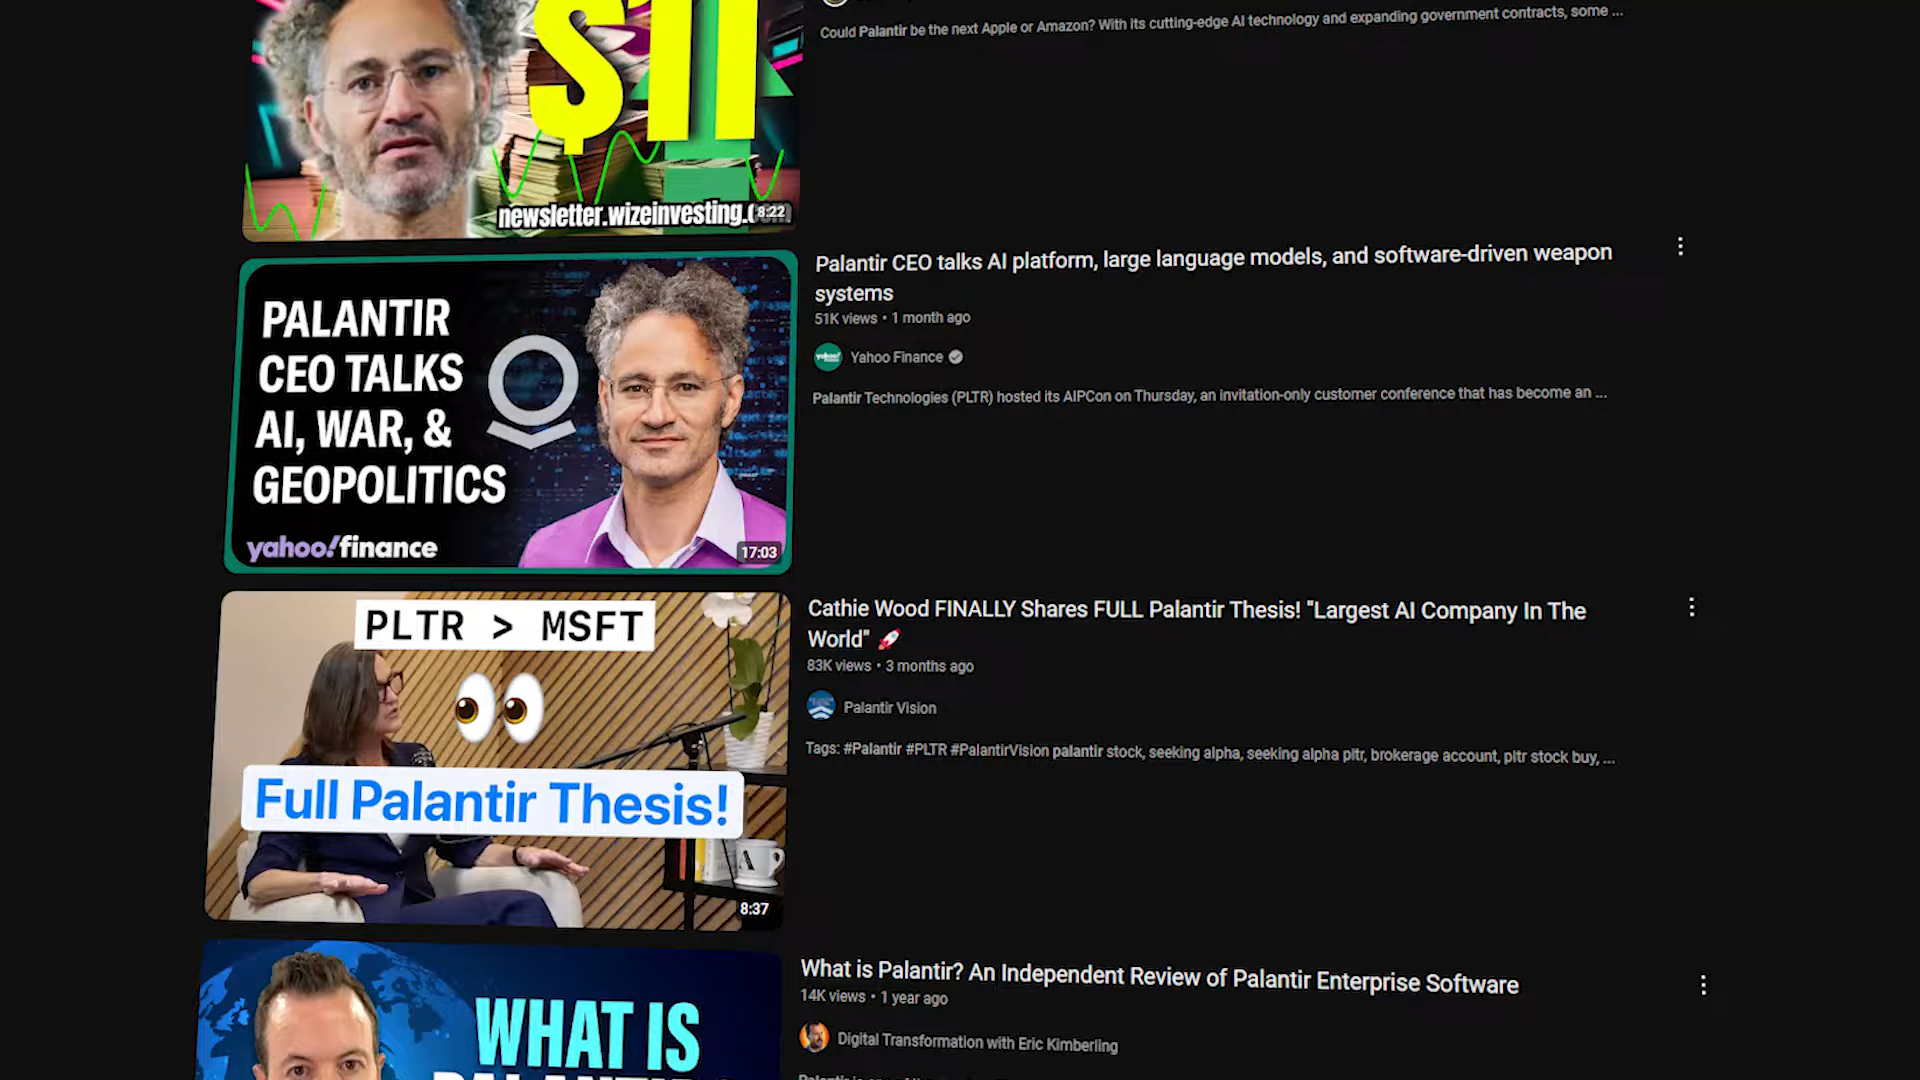 Could Palantir be the next Apple or Amazon? With its cutting-edge AI technology and expanding government contracts, some ...
$1T
newsletter.wizeinvesting.
8:22
Palantir CEO talks AI platform, large language models, and software-driven weapon
systems
51K views • 1 month ago
yahoo!
Yahoo Finance
Palantir Technologies (PLTR) hosted its AIPCon on Thursday, an invitation-only customer conference that has become an ...
PALANTIR
CEO TALKS
AI, WAR, &
GEOPOLITICS
yahoo!finance
17:03
PLTR > MSFT
Full Palantir Thesis!
A
8:37
Cathie Wood FINALLY Shares FULL Palantir Thesis! "Largest AI Company In The
World" 🚀
83K views • 3 months ago
Palantir Vision
Tags: #Palantir #PLTR #PalantirVision palantir stock, seeking alpha, seeking alpha pltr, brokerage account, pltr stock buy, ...
WHAT IS
What is Palantir? An Independent Review of Palantir Enterprise Software
14K views • 1 year ago
Digital Transformation with Eric Kimberling